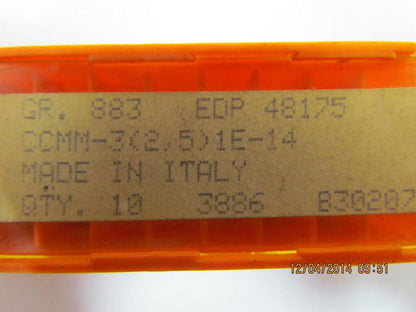 GR. 883 EDP 48175
CCMM-3(2,5)1E-14
MADE IN ITALY
QTY. 10 3886 830207
12/04/2014 09:51